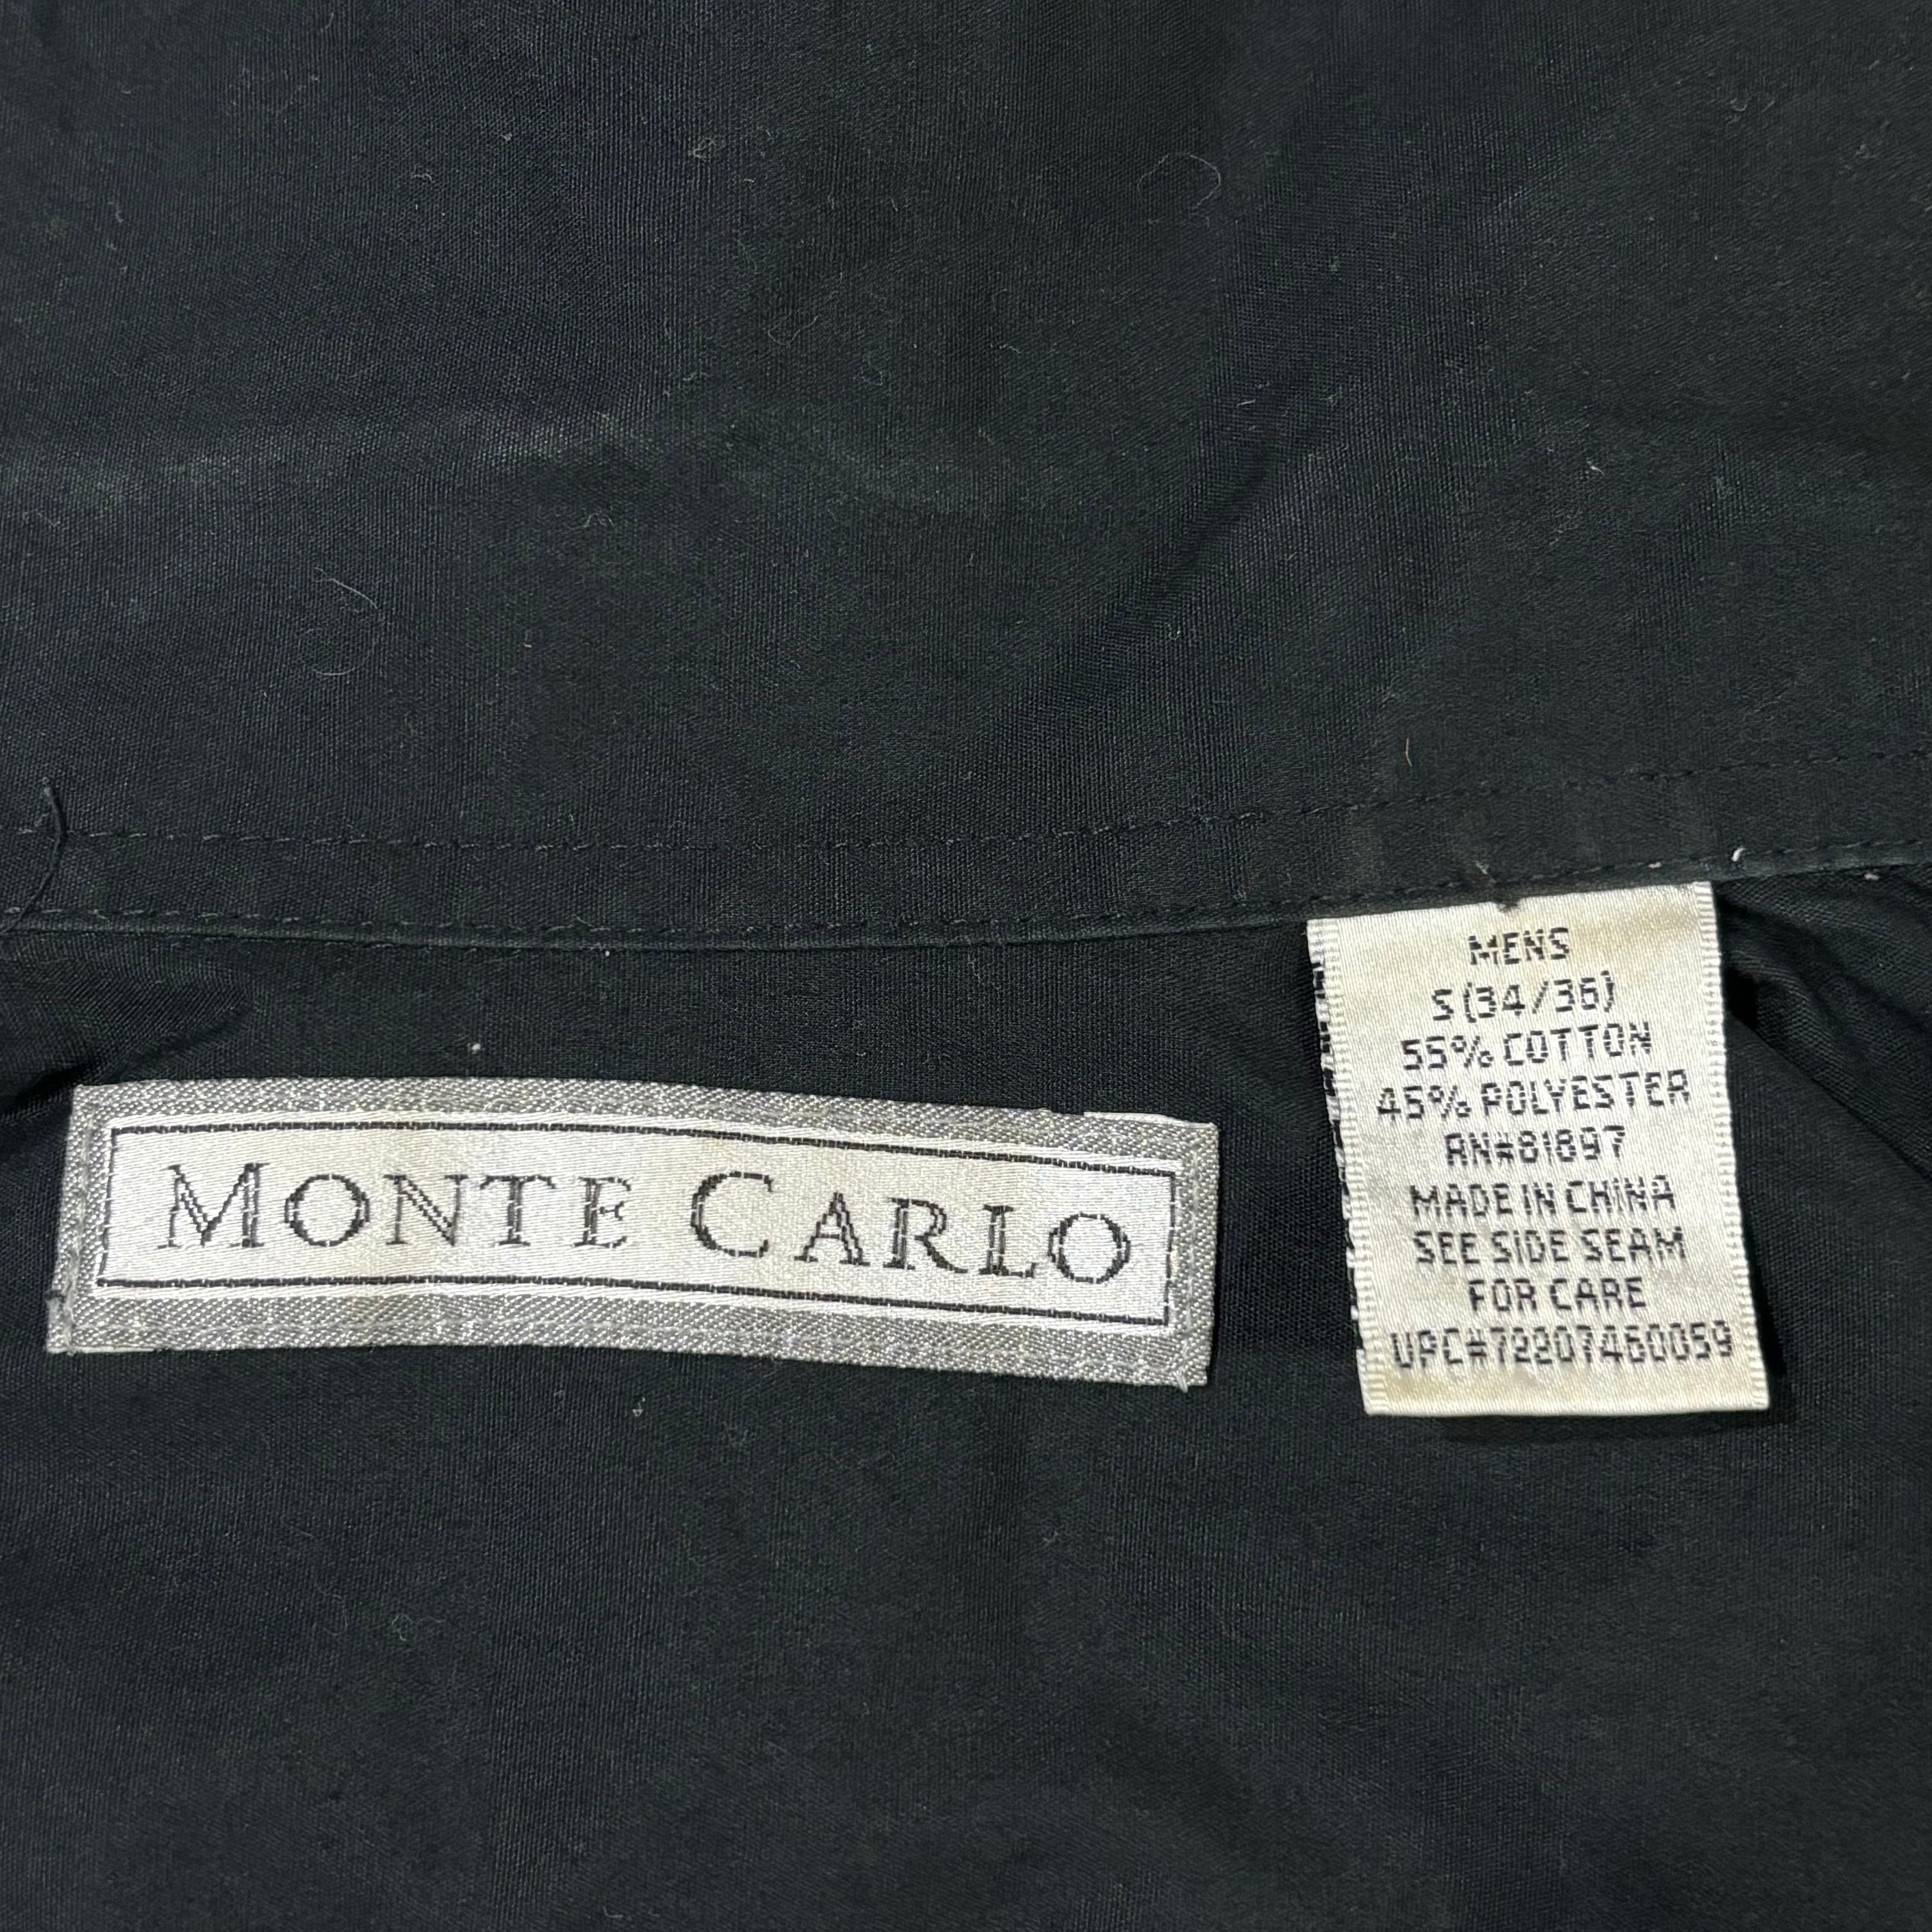 MONTE CARLO
MENS
S (34/36)
55% COTTON
45% POLYESTER
RN#81897
MADE IN CHINA
SEE SIDE SEAM
FOR CARE
UPC#72207460059